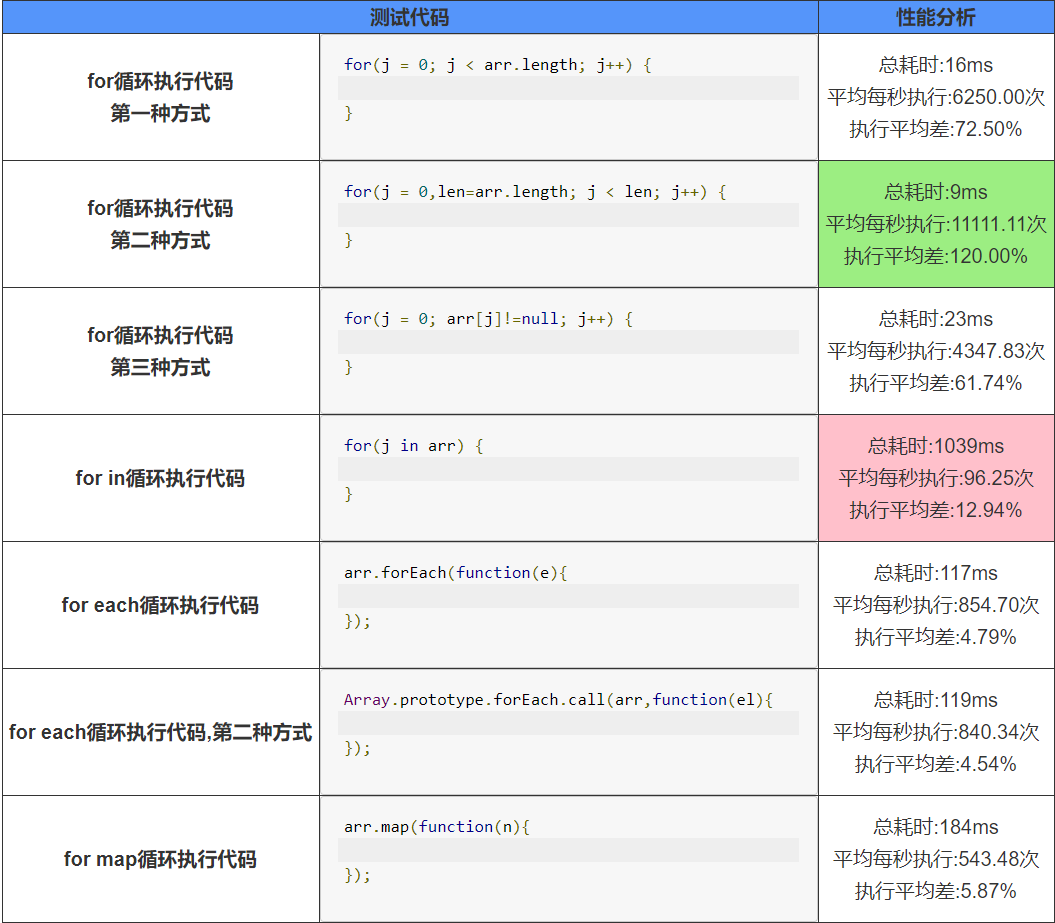 测试代码
性能分析
for循环执行代码
第一种方式
for(j = 0; j < arr.length; j++) {
}
总耗时:16ms
平均每秒执行:6250.00次
执行平均差:72.50%
for循环执行代码
第二种方式
for(j = 0,len=arr.length; j < len; j++) {
}
总耗时:9ms
平均每秒执行:11111.11次
执行平均差:120.00%
for循环执行代码
第三种方式
for(j = 0; arr[j]!=null; j++) {
}
总耗时:23ms
平均每秒执行:4347.83次
执行平均差:61.74%
for in循环执行代码
for(j in arr) {
}
总耗时:1039ms
平均每秒执行:96.25次
执行平均差:12.94%
for each循环执行代码
arr.forEach(function(e){
});
总耗时:117ms
平均每秒执行:854.70次
执行平均差:4.79%
for each循环执行代码,第二种方式
Array.prototype.forEach.call(arr,function(el){
});
总耗时:119ms
平均每秒执行:840.34次
执行平均差:4.54%
for map循环执行代码
arr.map(function(n){
});
总耗时:184ms
平均每秒执行:543.48次
执行平均差:5.87%